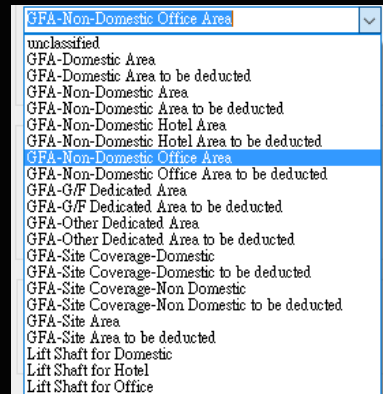 GFA-Non-Domestic Office Area
unclassified
GFA-Domestic Area
GFA-Domestic Area to be deducted
GFA-Non-Domestic Area
GFA-Non-Domestic Area to be deducted
GFA-Non-Domestic Hotel Area
GFA-Non-Domestic Hotel Area to be deducted
GFA-Non-Domestic Office Area
GFA-Non-Domestic Office Area to be deducted
GFA-G/F Dedicated Area
GFA-G/F Dedicated Area to be deducted
GFA-Other Dedicated Area
GFA-Other Dedicated Area to be deducted
GFA-Site Coverage-Domestic
GFA-Site Coverage-Domestic to be deducted
GFA-Site Coverage-Non Domestic
GFA-Site Coverage-Non Domestic to be deducted
GFA-Site Area
GFA-Site Area to be deducted
Lift Shaft for Domestic
Lift Shaft for Hotel
Lift Shaft for Office